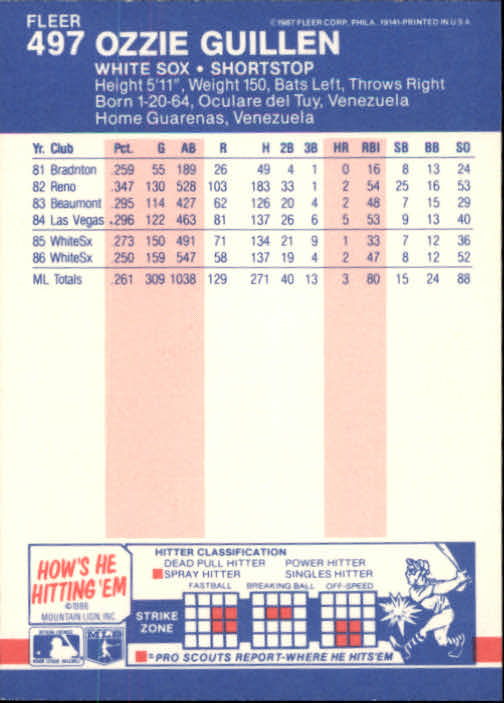 FLEER
©1987 FLEER CORP. PHILA. 19141-PRINTED IN U.S.A.
497 OZZIE GUILLEN
WHITE SOX • SHORTSTOP
Height 5'11", Weight 150, Bats Left, Throws Right
Born 1-20-64, Oculare del Tuy, Venezuela
Home Guarenas, Venezuela
Yr. Club Pct. G AB R H 2B 3B HR RBI SB BB SO
81 Bradnton .259 55 189 26 49 4 1 0 16 8 13 24
82 Reno .347 130 528 103 183 33 1 2 54 25 16 53
83 Beaumont .295 114 427 62 126 20 4 2 48 7 15 29
84 Las Vegas .296 122 463 81 137 26 6 5 53 9 13 40
85 WhiteSx .273 150 491 71 134 21 9 1 33 7 12 36
86 WhiteSx .250 159 547 58 137 19 4 2 47 8 12 52
ML Totals .261 309 1038 129 271 40 13 3 80 15 24 88
HOW'S HE
HITTING 'EM
©1986
MOUNTAIN LION, INC
HITTER CLASSIFICATION
DEAD PULL HITTER POWER HITTER
SPRAY HITTER SINGLES HITTER
FASTBALL BREAKING BALL OFF-SPEED
STRIKE
ZONE
=PRO SCOUTS REPORT-WHERE HE HITS'EM